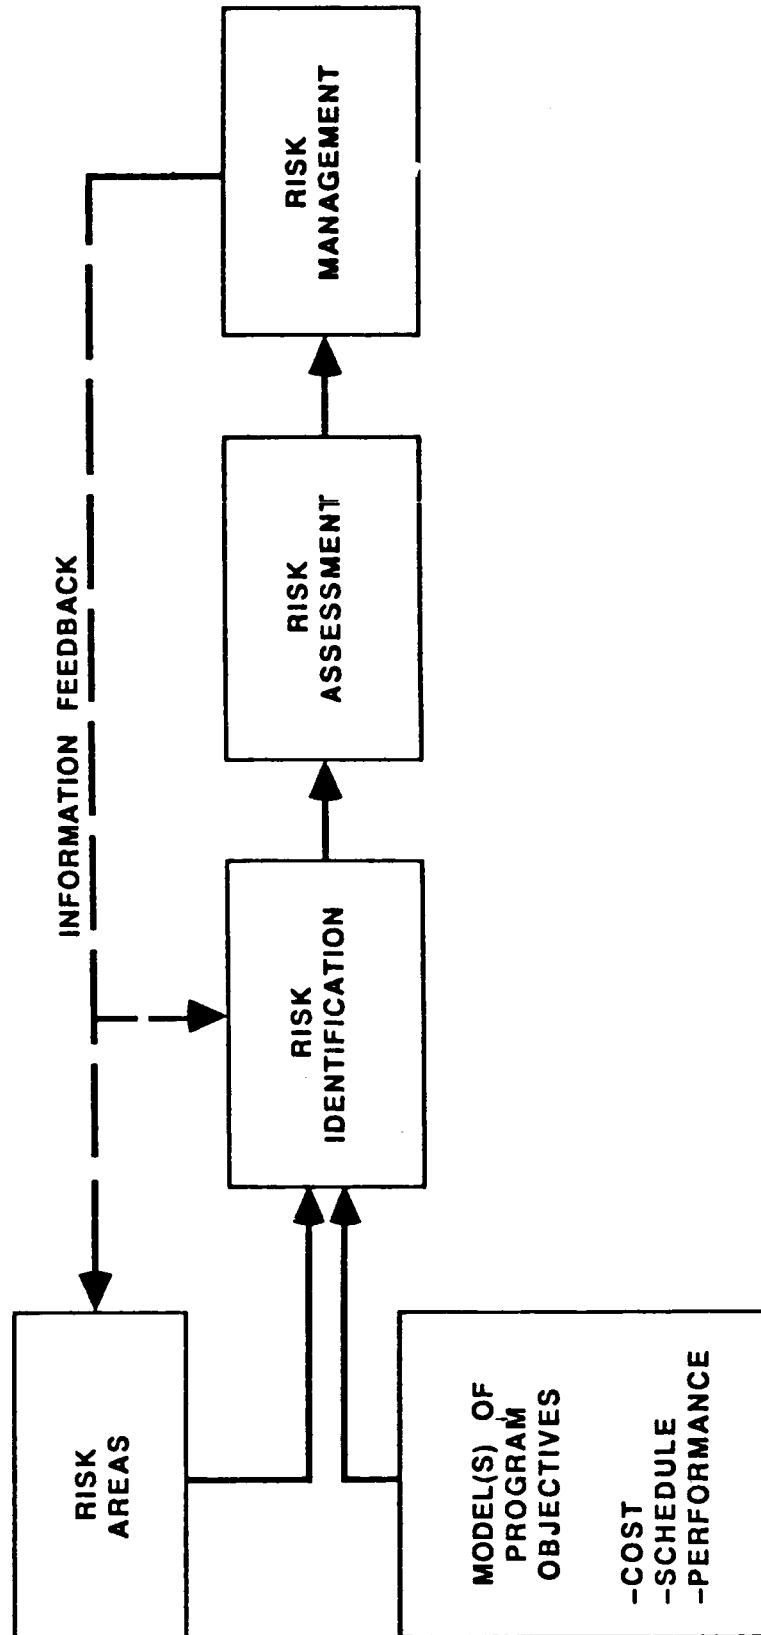 INFORMATION FEEDBACK
RISK
AREAS
MODEL(S) OF
PROGRAM
OBJECTIVES
-COST
-SCHEDULE
-PERFORMANCE
RISK
IDENTIFICATION
RISK
ASSESSMENT
RISK
MANAGEMENT